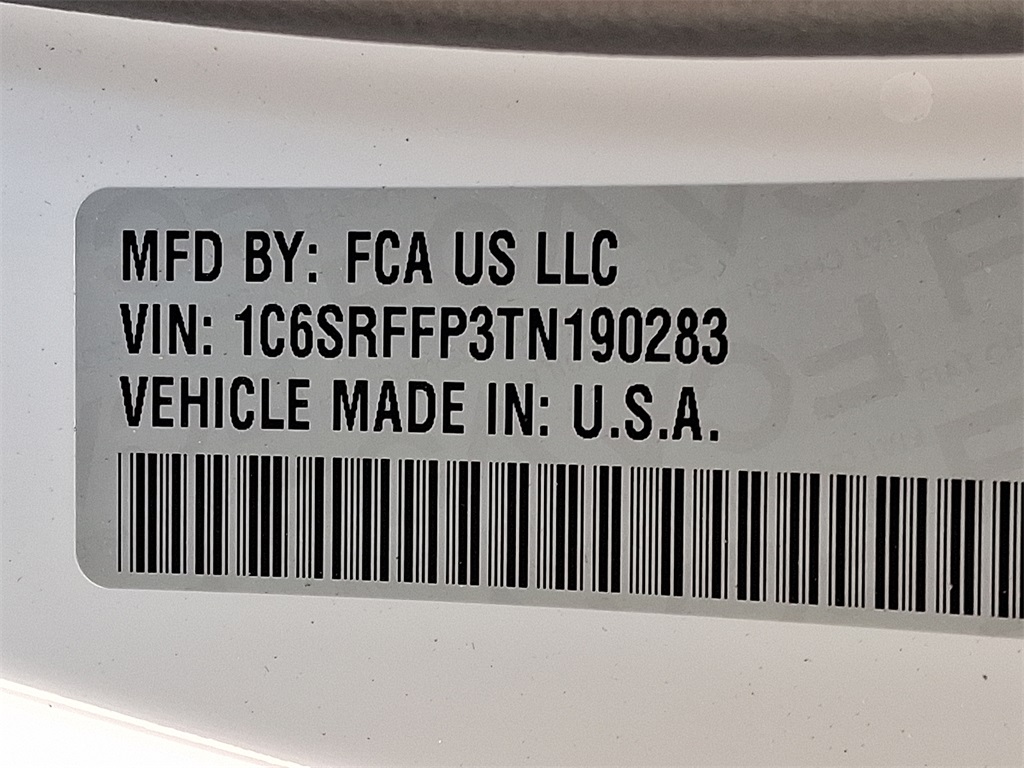 MFD BY: FCA US LLC
VIN: 1C6SRFFP3TN190283
VEHICLE MADE IN: U.S.A.